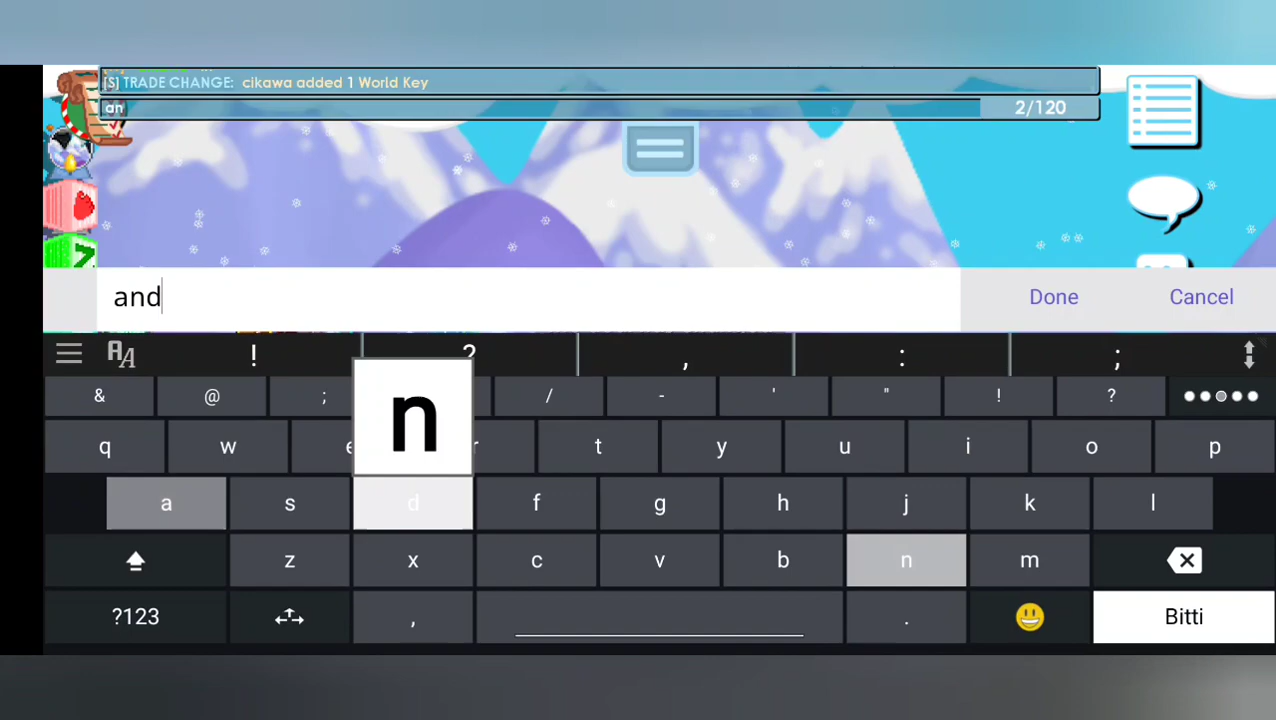 [S] TRADE CHANGE: cikawa added 1 World Key
an 2/120
and Done Cancel
! ? , : ;
& @ ; / - ' " ! ?
n
q w e r t y u i o p
a s d f g h j k l
z x c v b n m
?123 , . Bitti